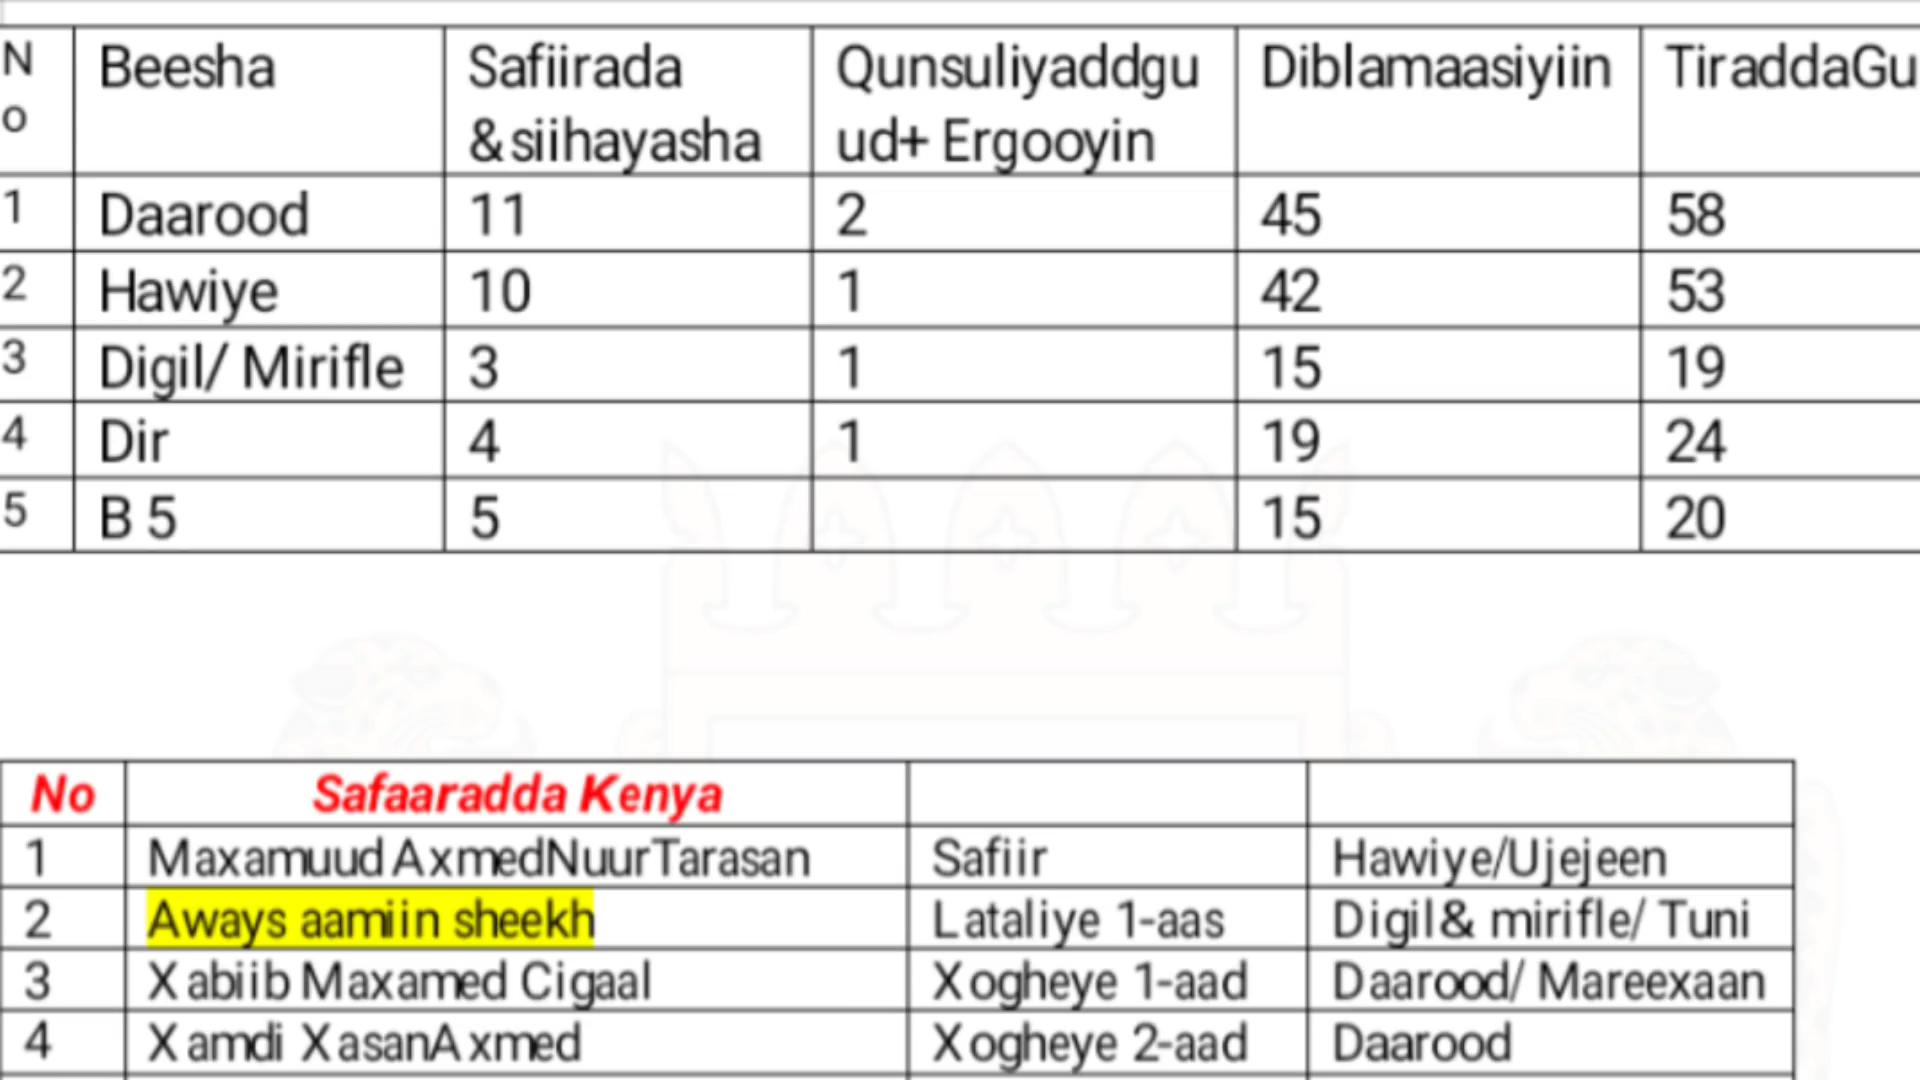 No Beesha Safiirada &siihayasha Qunsuliyaddguud+ Ergooyin Diblamaasiyiin TiraddaGu
1 Daarood 11 2 45 58
2 Hawiye 10 1 42 53
3 Digil/ Mirifle 3 1 15 19
4 Dir 4 1 19 24
5 B 5 5 15 20
No Safaaradda Kenya
1 Maxamuud AxmedNuurTarasan Safiir Hawiye/Ujejeen
2 Aways aamiin sheekh Lataliye 1-aas Digil& mirifle/ Tuni
3 Xabiib Maxamed Cigaal Xogheye 1-aad Daarood/ Mareexaan
4 Xamdi XasanAxmed Xogheye 2-aad Daarood